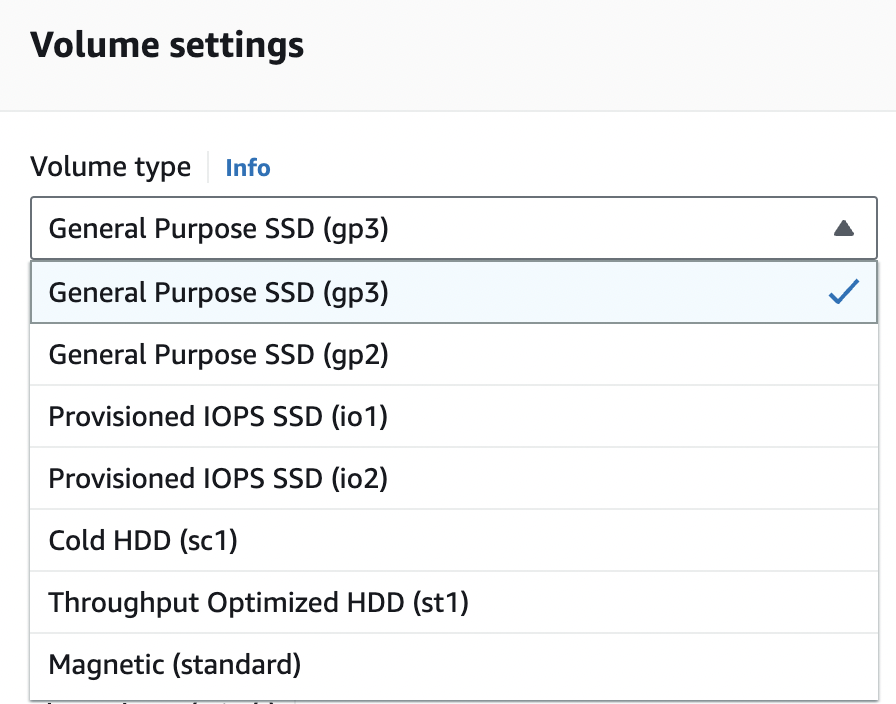 Volume settings
Volume type Info
General Purpose SSD (gp3)
General Purpose SSD (gp3)
General Purpose SSD (gp2)
Provisioned IOPS SSD (io1)
Provisioned IOPS SSD (io2)
Cold HDD (sc1)
Throughput Optimized HDD (st1)
Magnetic (standard)